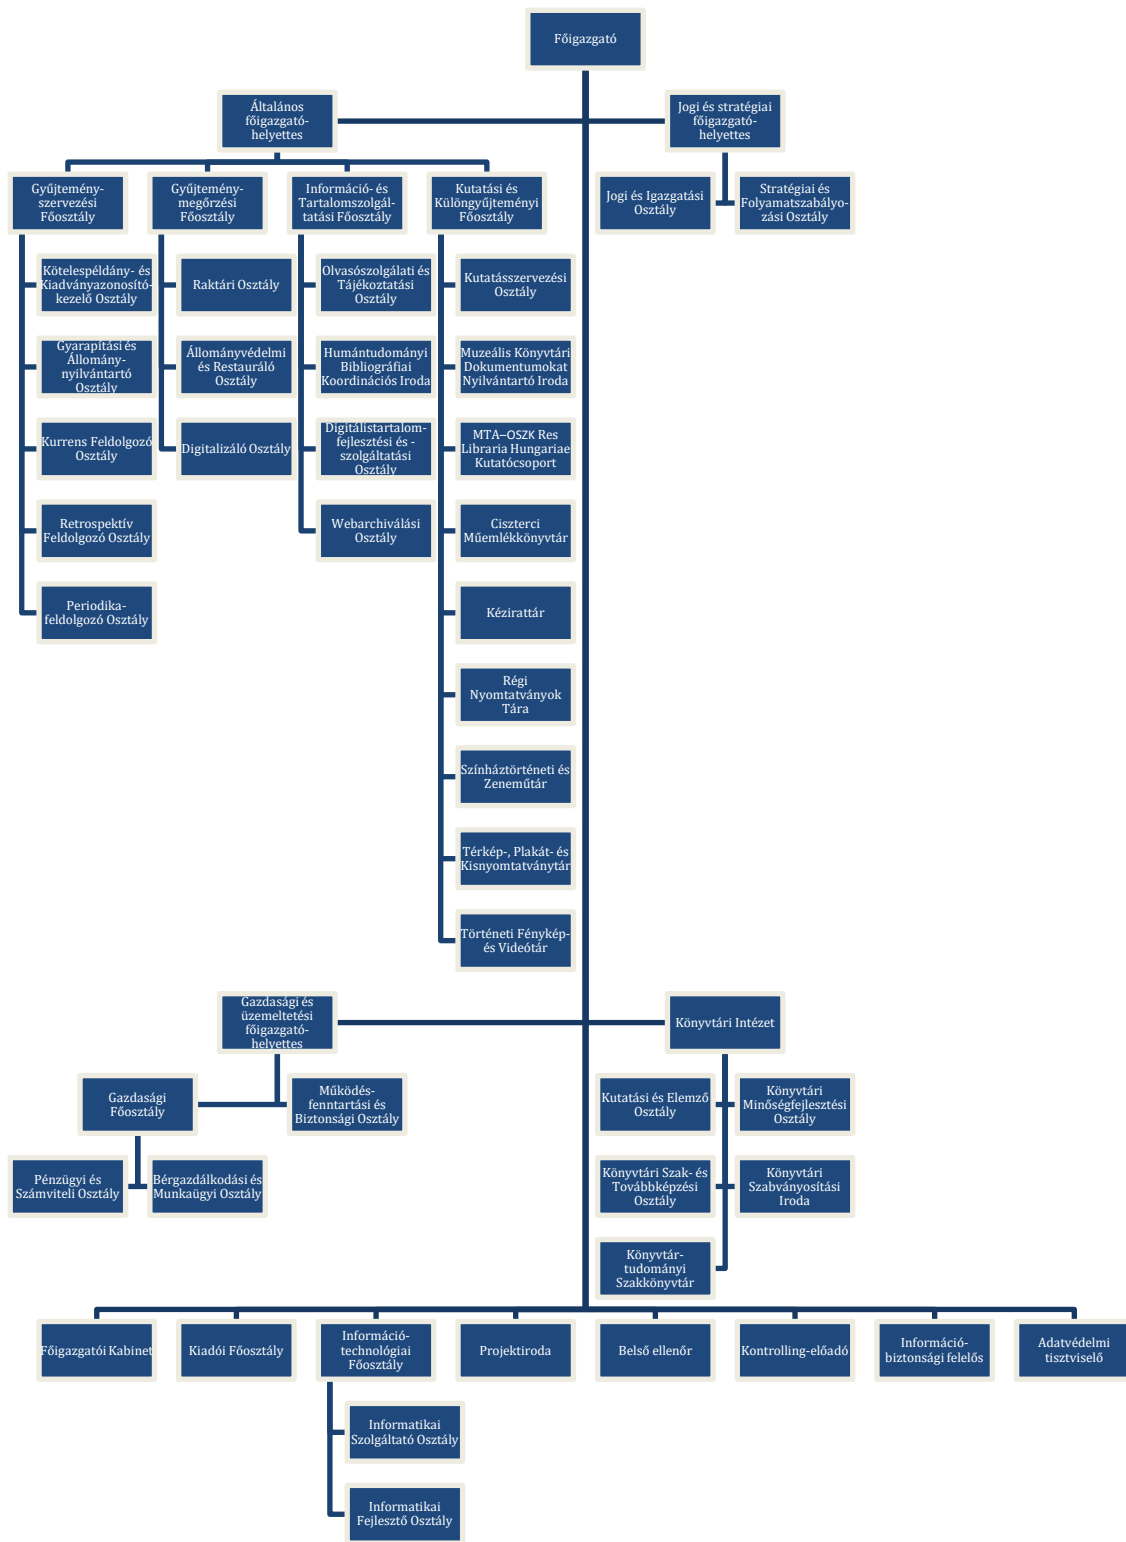 Főigazgató
Általános
főigazgató-
helyettes
Jogi és stratégiai
főigazgató-
helyettes
Gyűjtemény-
szervezési
Főosztály
Gyűjtemény-
megőrzési
Főosztály
Információ- és
Tartalomszolgál-
tatási Főosztály
Kutatási és
Különgyűjteményi
Főosztály
Jogi és Igazgatási
Osztály
Stratégiai és
Folyamatszabályo-
zási Osztály
Kötelespéldány- és
Kiadványazonosító-
kezelő Osztály
Raktári Osztály
Olvasószolgálati és
Tájékoztatási
Osztály
Kutatásszervezési
Osztály
Gyarapítási és
Állomány-
nyilvántartó
Osztály
Állományvédelmi
és Restauráló
Osztály
Humántudományi
Bibliográfiai
Koordinációs Iroda
Muzeális Könyvtári
Dokumentumokat
Nyilvántartó Iroda
Kurrens Feldolgozó
Osztály
Digitalizáló Osztály
Digitálistartalom-
fejlesztési és -
szolgáltatási
Osztály
MTA–OSZK Res
Libraria Hungariae
Kutatócsoport
Retrospektív
Feldolgozó Osztály
Webarchiválási
Osztály
Ciszterci
Műemlékkönyvtár
Periodika-
feldolgozó Osztály
Kézirattár
Régi
Nyomtatványok
Tára
Színháztörténeti és
Zeneműtár
Térkép-, Plakát- és
Kisnyomtatványtár
Történeti Fénykép-
és Videótár
Gazdasági és
üzemeltetési
főigazgató-
helyettes
Könyvtári Intézet
Gazdasági
Főosztály
Működés-
fenntartási és
Biztonsági Osztály
Kutatási és Elemző
Osztály
Könyvtári
Minőségfejlesztési
Osztály
Pénzügyi és
Számviteli Osztály
Bérgazdálkodási és
Munkaügyi Osztály
Könyvtári Szak- és
Továbbképzési
Osztály
Könyvtári
Szabványosítási
Iroda
Könyvtár-
tudományi
Szakkönyvtár
Főigazgatói Kabinet
Kiadói Főosztály
Információ-
technológiai
Főosztály
Projektiroda
Belső ellenőr
Kontrolling-előadó
Információ-
biztonsági felelős
Adatvédelmi
tisztviselő
Informatikai
Szolgáltató Osztály
Informatikai
Fejlesztő Osztály